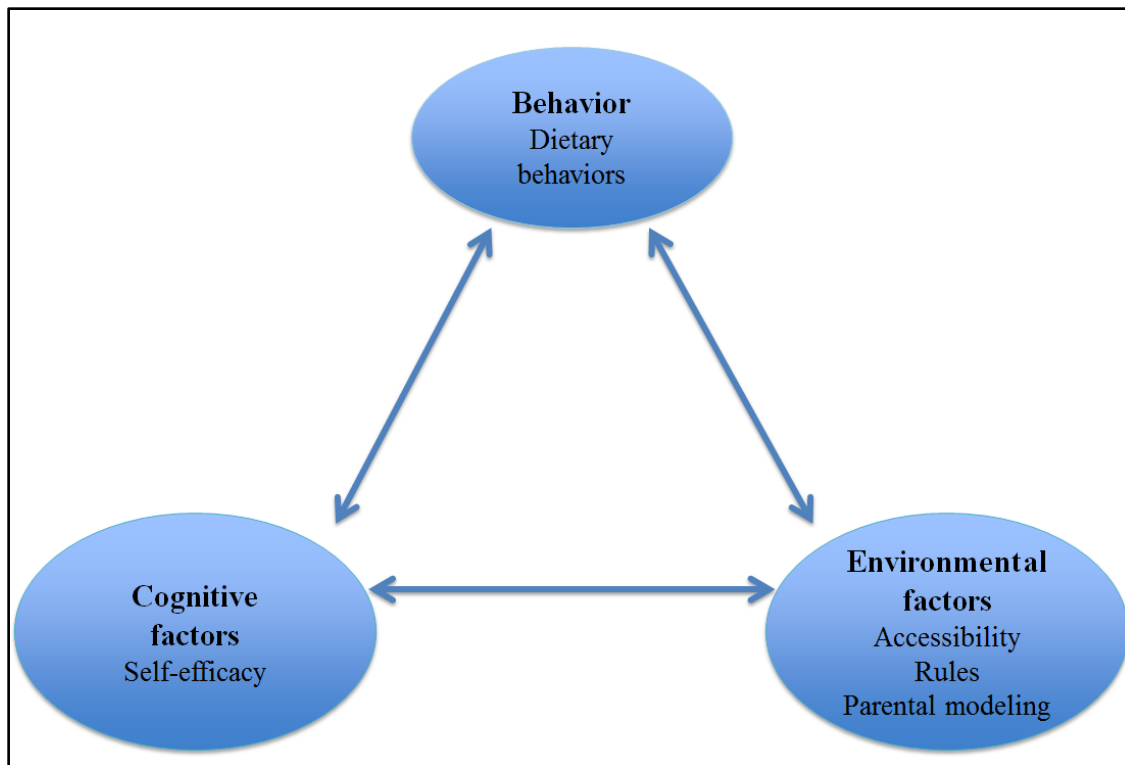 Behavior
Dietary
behaviors
Cognitive
factors
Self-efficacy
Environmental
factors
Accessibility
Rules
Parental modeling